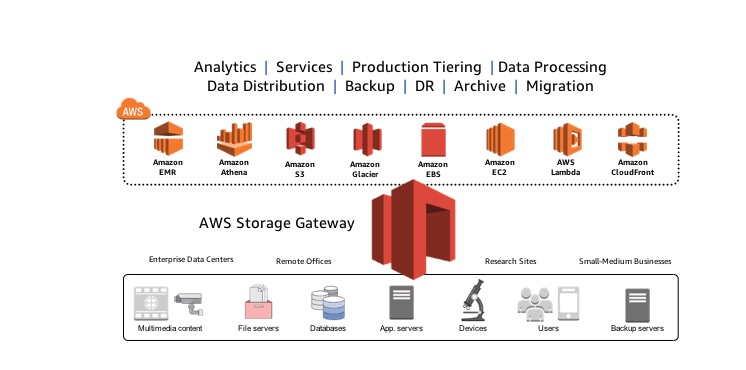 Analytics | Services | Production Tiering | Data Processing
Data Distribution | Backup | DR | Archive | Migration
AWS
Amazon EMR
Amazon Athena
Amazon S3
Amazon Glacier
Amazon EBS
Amazon EC2
AWS Lambda
Amazon CloudFront
AWS Storage Gateway
Enterprise Data Centers
Remote Offices
Research Sites
Small-Medium Businesses
Multimedia content
File servers
Databases
App. servers
Devices
Users
Backup servers